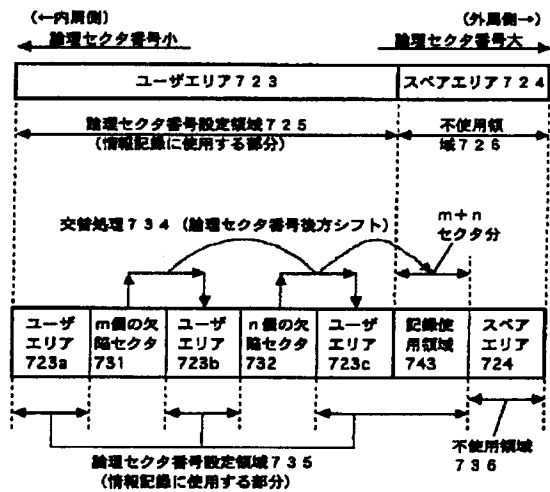 (←内周側)
(外周側→)
論理セクタ番号小
論理セクタ番号大
ユーザエリア723
スペアエリア724
論理セクタ番号設定領域725
(情報記録に使用する部分)
不使用領
域726
交替処理734(論理セクタ番号後方シフト)
m+n
セクタ分
ユーザ
エリア
723a
m個の欠
陥セクタ
731
ユーザ
エリア
723b
n個の欠
陥セクタ
732
ユーザ
エリア
723c
記録使
用領域
743
スペア
エリア
724
論理セクタ番号設定領域735
(情報記録に使用する部分)
不使用領域
736